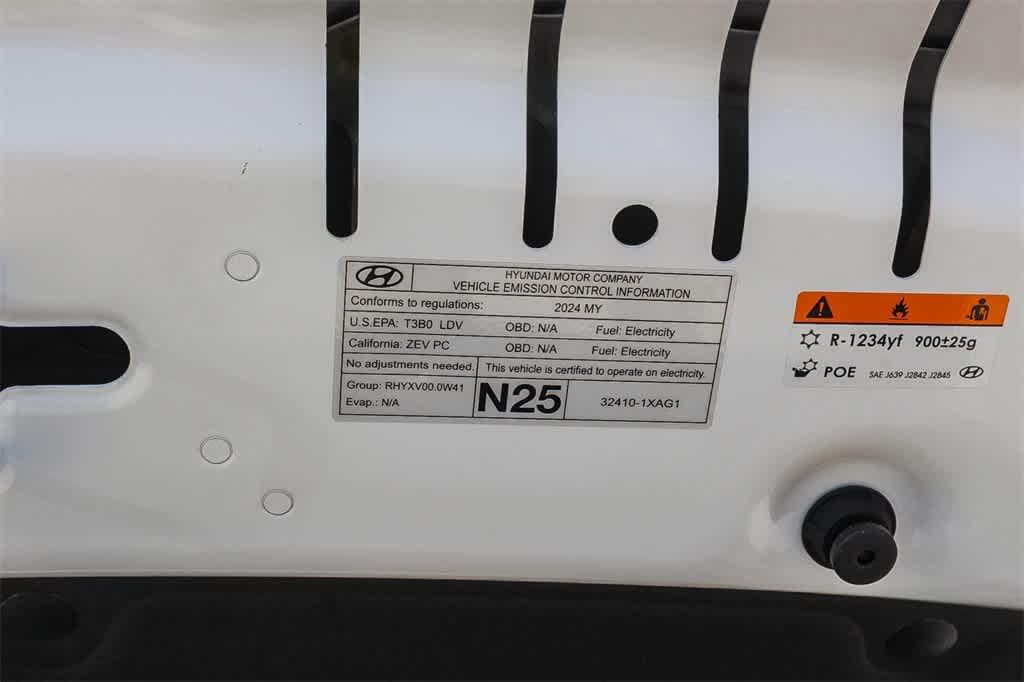 HYUNDAI MOTOR COMPANY
VEHICLE EMISSION CONTROL INFORMATION
Conforms to regulations: 2024 MY
U.S.EPA: T3B0 LDV OBD: N/A Fuel: Electricity
California: ZEV PC OBD: N/A Fuel: Electricity
No adjustments needed. This vehicle is certified to operate on electricity.
Group: RHYXV00.0W41
Evap.: N/A
N25
32410-1XAG1
R-1234yf 900±25g
POE SAE J639 J2842 J2845